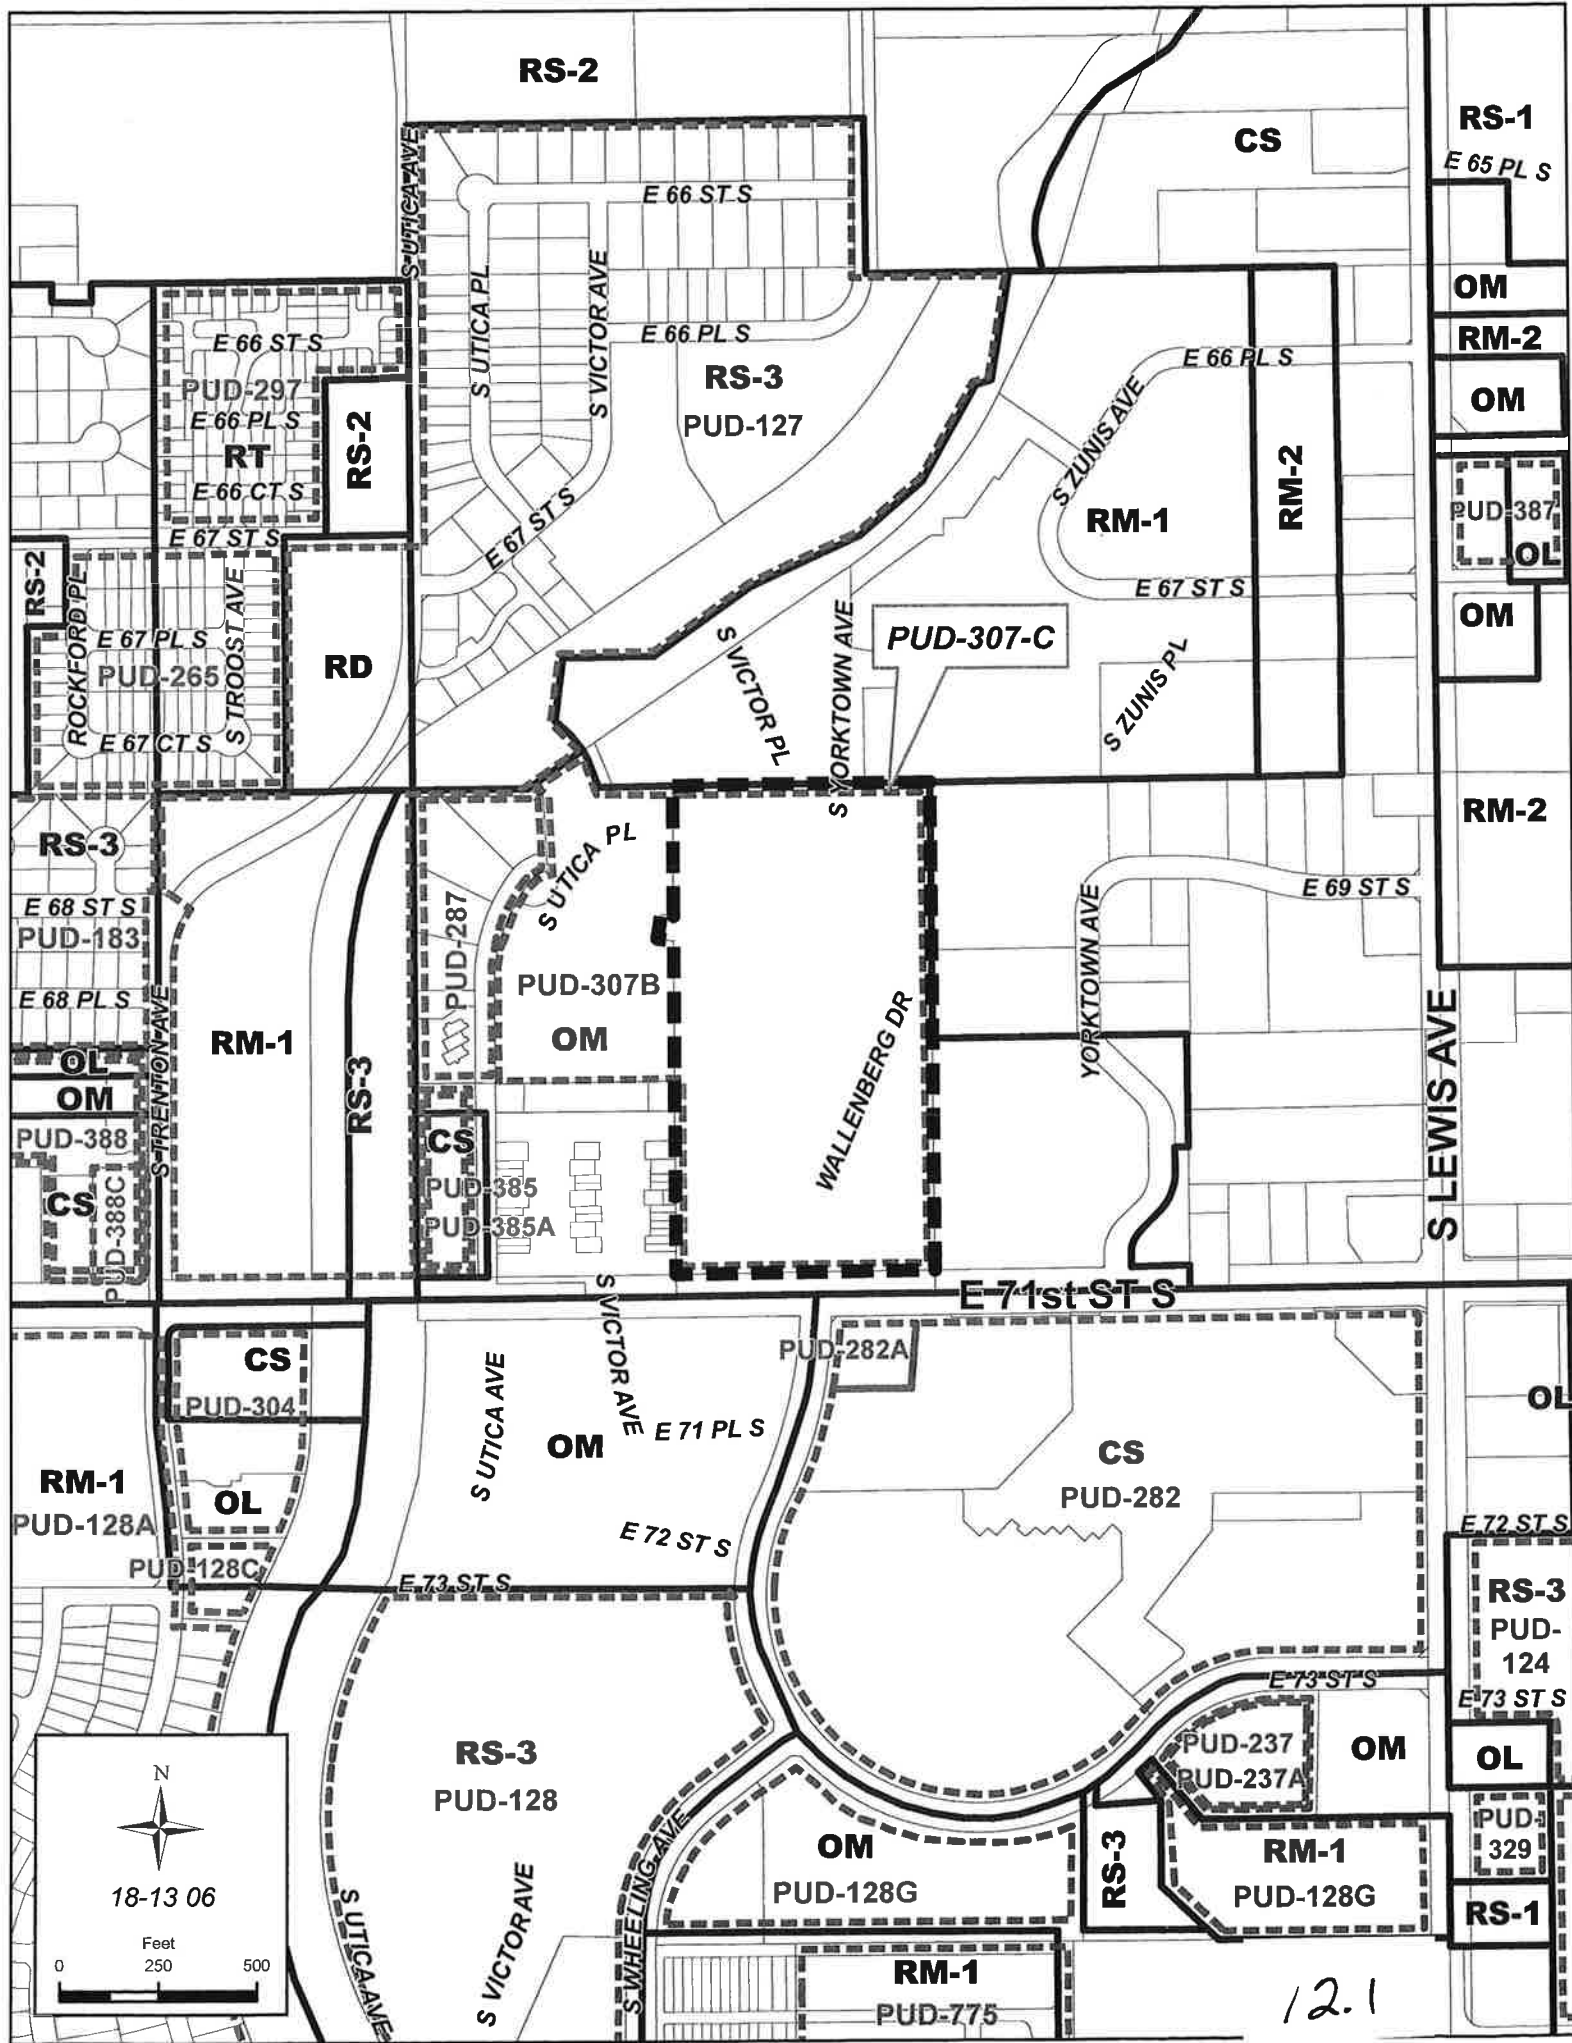 RS-2
CS
RS-1
E 65 PL S
S UTICA AVE
E 66 ST S
S UTICA PL
S VICTOR AVE
OM
E 66 ST S
E 66 PL S
RM-2
E 66 PL S
PUD-297
RS-3
OM
E 66 PL S
PUD-127
S ZUNIS AVE
RT
RS-2
RM-2
E 66 CT S
PUD-387
RM-1
E 67 ST S
E 67 ST S
OL
RS-2
ROCKFORD PL
S TROOST AVE
E 67 ST S
OM
E 67 PL S
PUD-307-C
PUD-265
RD
S VICTOR PL
S YORKTOWN AVE
S ZUNIS PL
E 67 CT S
RM-2
RS-3
S UTICA PL
E 69 ST S
E 68 ST S
PUD-183
PUD-287
YORKTOWN AVE
PUD-307B
E 68 PL S
S TRENTON AVE
RM-1
OM
WALLENBERG DR
S LEWIS AVE
OL
OM
RS-3
PUD-388
CS
CS
PUD-388C
PUD-385
PUD-385A
E 71st ST S
S VICTOR AVE
CS
PUD-282A
PUD-304
S UTICA AVE
OL
E 71 PL S
OM
CS
RM-1
PUD-282
OL
PUD-128A
E 72 ST S
E 72 ST S
PUD-128C
E 73 ST S
RS-3
PUD-
124
E 73 ST S
E 73 ST S
RS-3
PUD-237
OM
OL
PUD-237A
PUD-128
PUD-
329
N
S WHEELING AVE
OM
RS-3
RM-1
PUD-128G
PUD-128G
18-13 06
RS-1
S UTICA AVE
S VICTOR AVE
Feet
0 250 500
RM-1
PUD-775
12.1